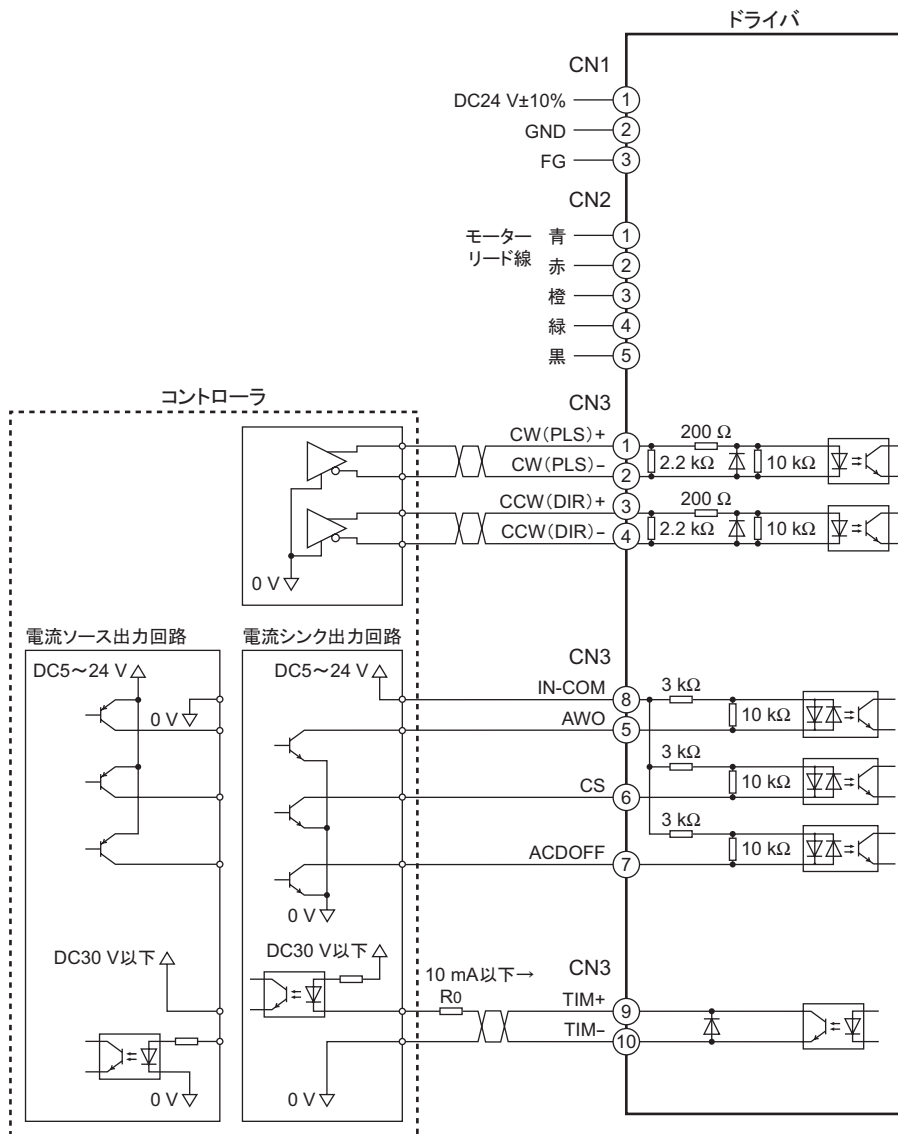 ドライバ
CN1
DC24 V±10%
1
GND
2
FG
3
CN2
モーター
リード線
青
1
赤
2
橙
3
緑
4
黒
5
コントローラ
CN3
CW(PLS)+
1
200 Ω
CW(PLS)−
2
2.2 kΩ
10 kΩ
CCW(DIR)+
3
200 Ω
CCW(DIR)−
4
2.2 kΩ
10 kΩ
0 V
電流ソース出力回路
電流シンク出力回路
CN3
DC5～24 V
DC5～24 V
IN-COM
8
3 kΩ
0 V
AWO
5
10 kΩ
3 kΩ
CS
6
10 kΩ
3 kΩ
ACDOFF
7
10 kΩ
0 V
DC30 V以下
DC30 V以下
10 mA以下→
CN3
R0
TIM+
9
TIM−
10
0 V
0 V